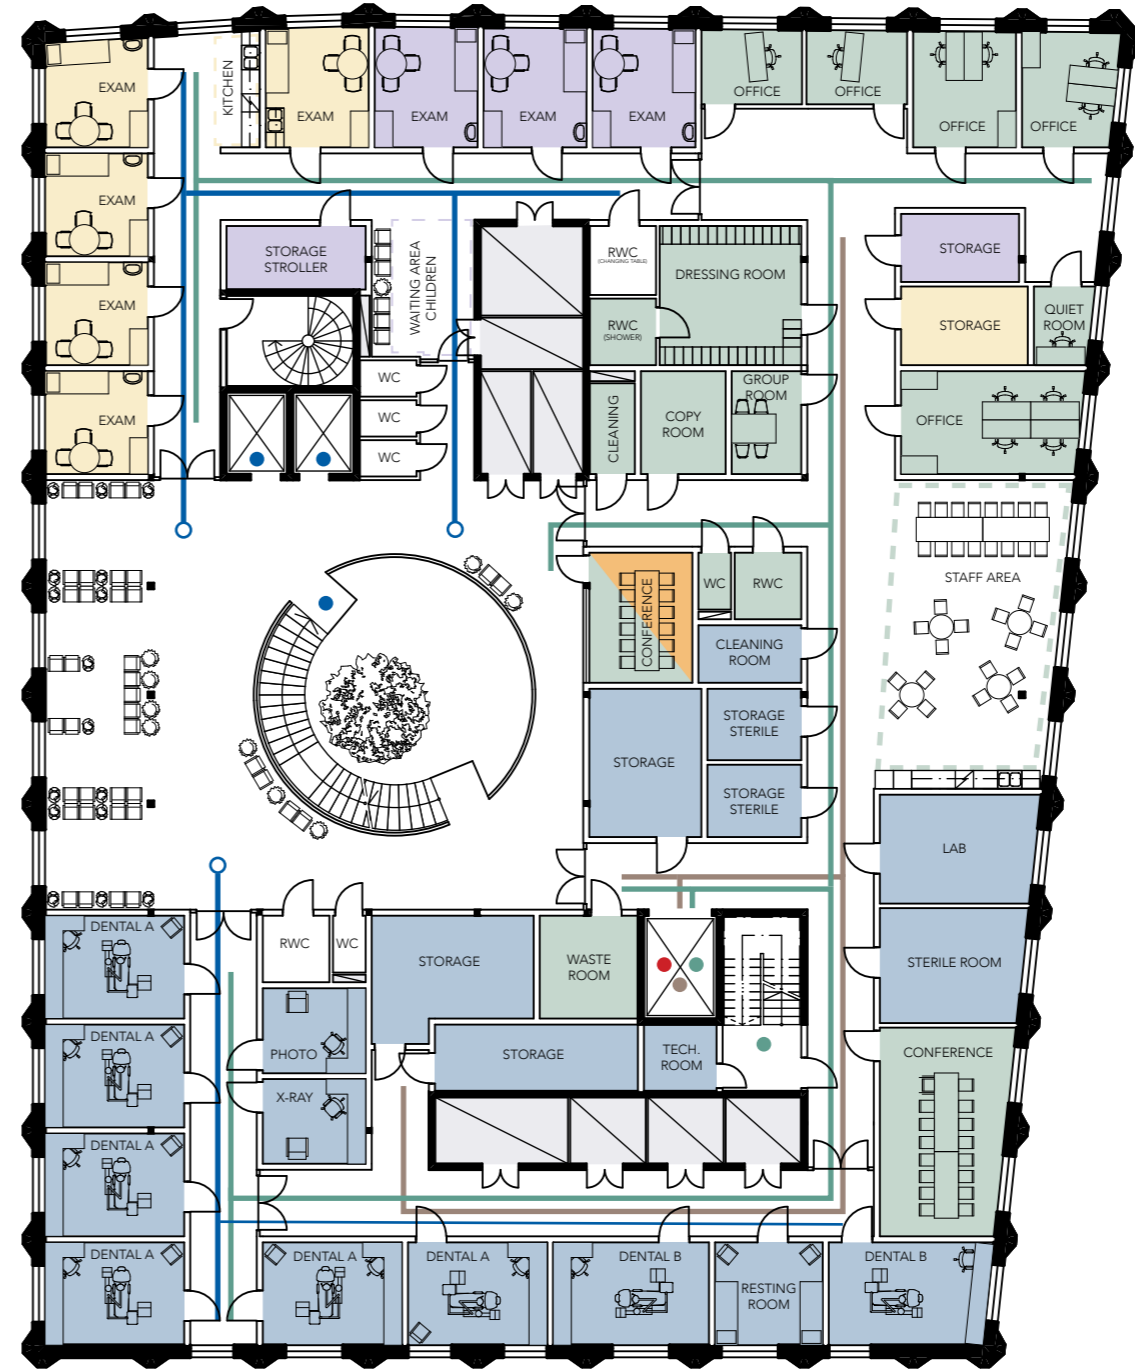 EXAM
KITCHEN
EXAM
EXAM
EXAM
EXAM
OFFICE
OFFICE
OFFICE
OFFICE
EXAM
EXAM
EXAM
STORAGE
STROLLER
WAITING AREA
CHILDREN
RWC
(CHANGING TABLE)
DRESSING ROOM
RWC
(SHOWER)
STORAGE
STORAGE
QUIET
ROOM
WC
WC
WC
CLEANING
COPY
ROOM
GROUP
ROOM
OFFICE
CONFERENCE
WC
RWC
STAFF AREA
CLEANING
ROOM
STORAGE
STORAGE
STERILE
STORAGE
STERILE
LAB
DENTAL A
RWC
WC
STORAGE
WASTE
ROOM
STERILE ROOM
DENTAL A
PHOTO
STORAGE
TECH.
ROOM
CONFERENCE
X-RAY
DENTAL A
DENTAL A
DENTAL A
DENTAL A
DENTAL B
RESTING
ROOM
DENTAL B